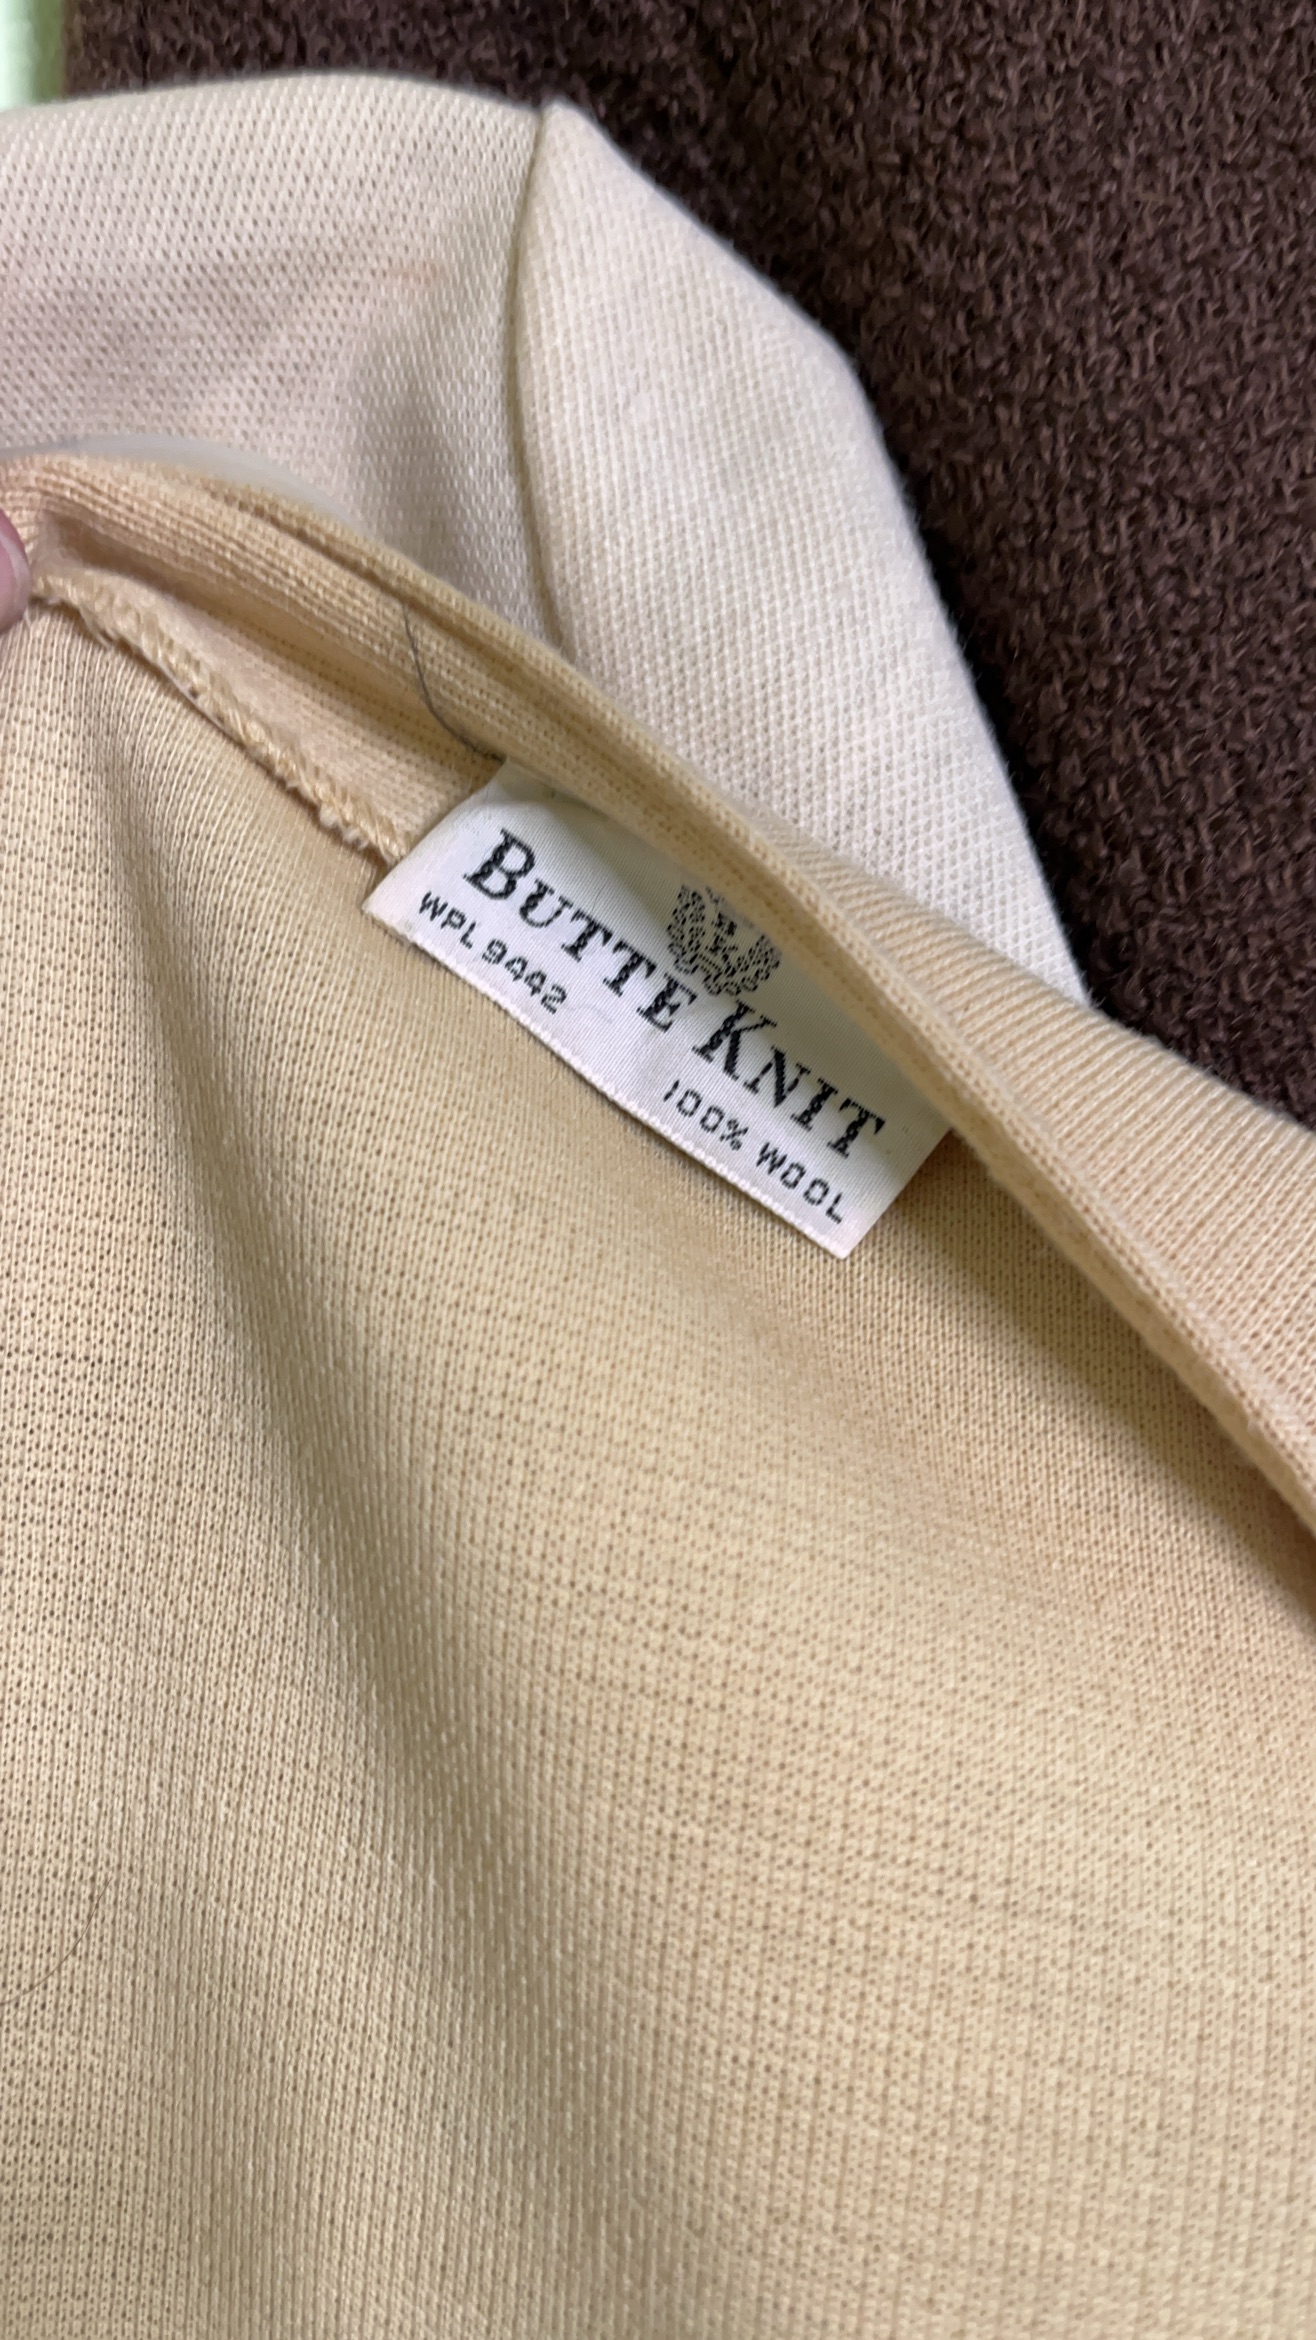 BUTTE KNIT
WPL 9442
100% WOOL